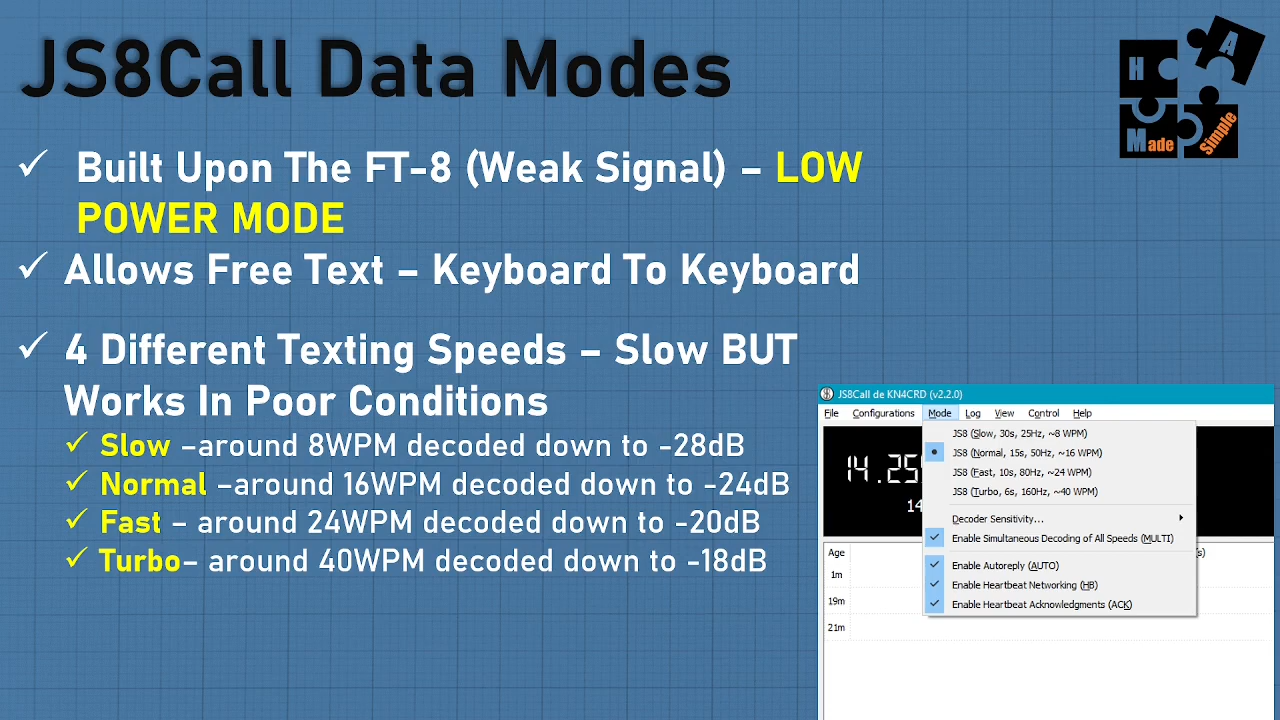 JS8Call Data Modes
H A
Made Simple
✓ Built Upon The FT-8 (Weak Signal) – LOW
POWER MODE
✓ Allows Free Text – Keyboard To Keyboard
✓ 4 Different Texting Speeds – Slow BUT
Works In Poor Conditions
✓ Slow –around 8WPM decoded down to -28dB
✓ Normal –around 16WPM decoded down to -24dB
✓ Fast – around 24WPM decoded down to -20dB
✓ Turbo– around 40WPM decoded down to -18dB
JS8Call de KN4CRD (v2.2.0)
File Configurations Mode Log View Control Help
JS8 (Slow, 30s, 25Hz, ~8 WPM)
JS8 (Normal, 15s, 50Hz, ~16 WPM)
JS8 (Fast, 10s, 80Hz, ~24 WPM)
JS8 (Turbo, 6s, 160Hz, ~40 WPM)
Decoder Sensitivity...
Enable Simultaneous Decoding of All Speeds (MULTI)
Enable Autoreply (AUTO)
Enable Heartbeat Networking (HB)
Enable Heartbeat Acknowledgments (ACK)
14.25
14
Age
s)
1m
19m
21m